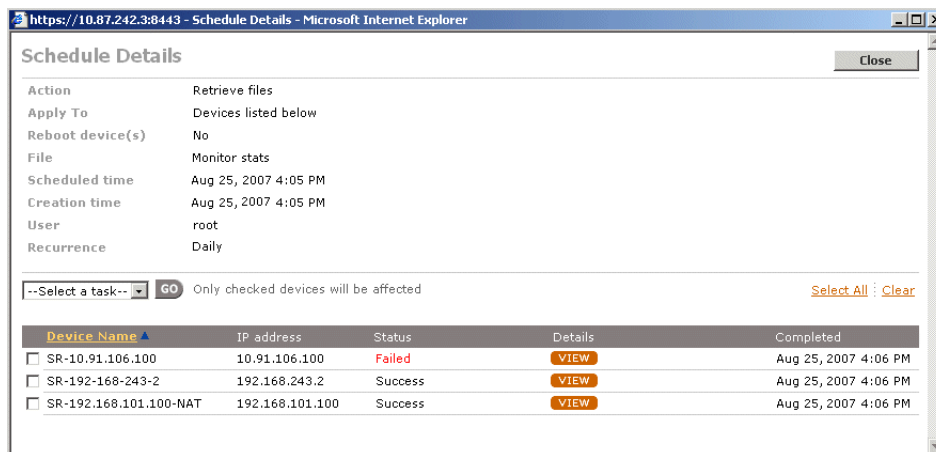 https://10.87.242.3:8443 - Schedule Details - Microsoft Internet Explorer
Schedule Details
Close
Action Retrieve files
Apply To Devices listed below
Reboot device(s) No
File Monitor stats
Scheduled time Aug 25, 2007 4:05 PM
Creation time Aug 25, 2007 4:05 PM
User root
Recurrence Daily
--Select a task-- GO Only checked devices will be affected Select All Clear
Device Name IP address Status Details Completed
SR-10.91.106.100 10.91.106.100 Failed VIEW Aug 25, 2007 4:06 PM
SR-192-168-243-2 192.168.243.2 Success VIEW Aug 25, 2007 4:06 PM
SR-192.168.101.100-NAT 192.168.101.100 Success VIEW Aug 25, 2007 4:06 PM